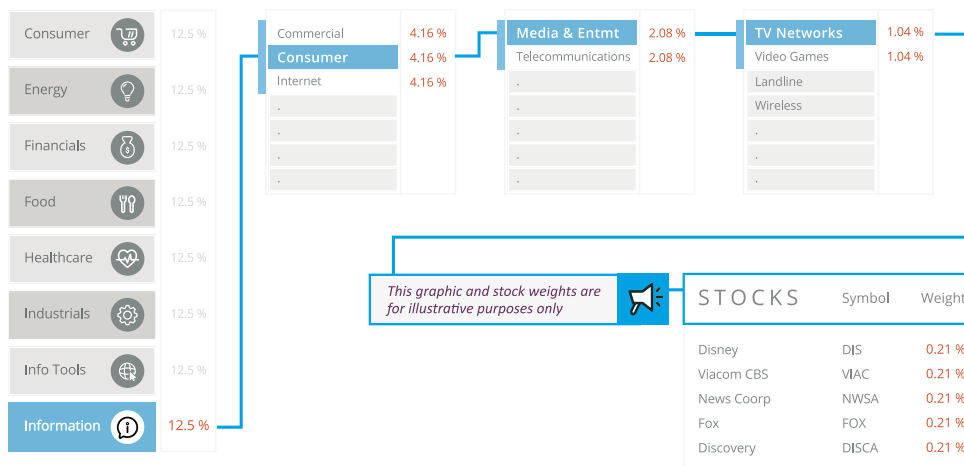 Consumer 12.5 %
Energy 12.5 %
Financials 12.5 %
Food 12.5 %
Healthcare 12.5 %
Industrials 12.5 %
Info Tools 12.5 %
Information 12.5 %
Commercial 4.16 %
Consumer 4.16 %
Internet 4.16 %
.
.
.
.
Media & Entmt 2.08 %
Telecommunications 2.08 %
.
.
.
.
.
TV Networks 1.04 %
Video Games 1.04 %
Landline
Wireless
.
.
.
This graphic and stock weights are
for illustrative purposes only
STOCKS Symbol Weight
Disney DIS 0.21 %
Viacom CBS VIAC 0.21 %
News Coorp NWSA 0.21 %
Fox FOX 0.21 %
Discovery DISCA 0.21 %